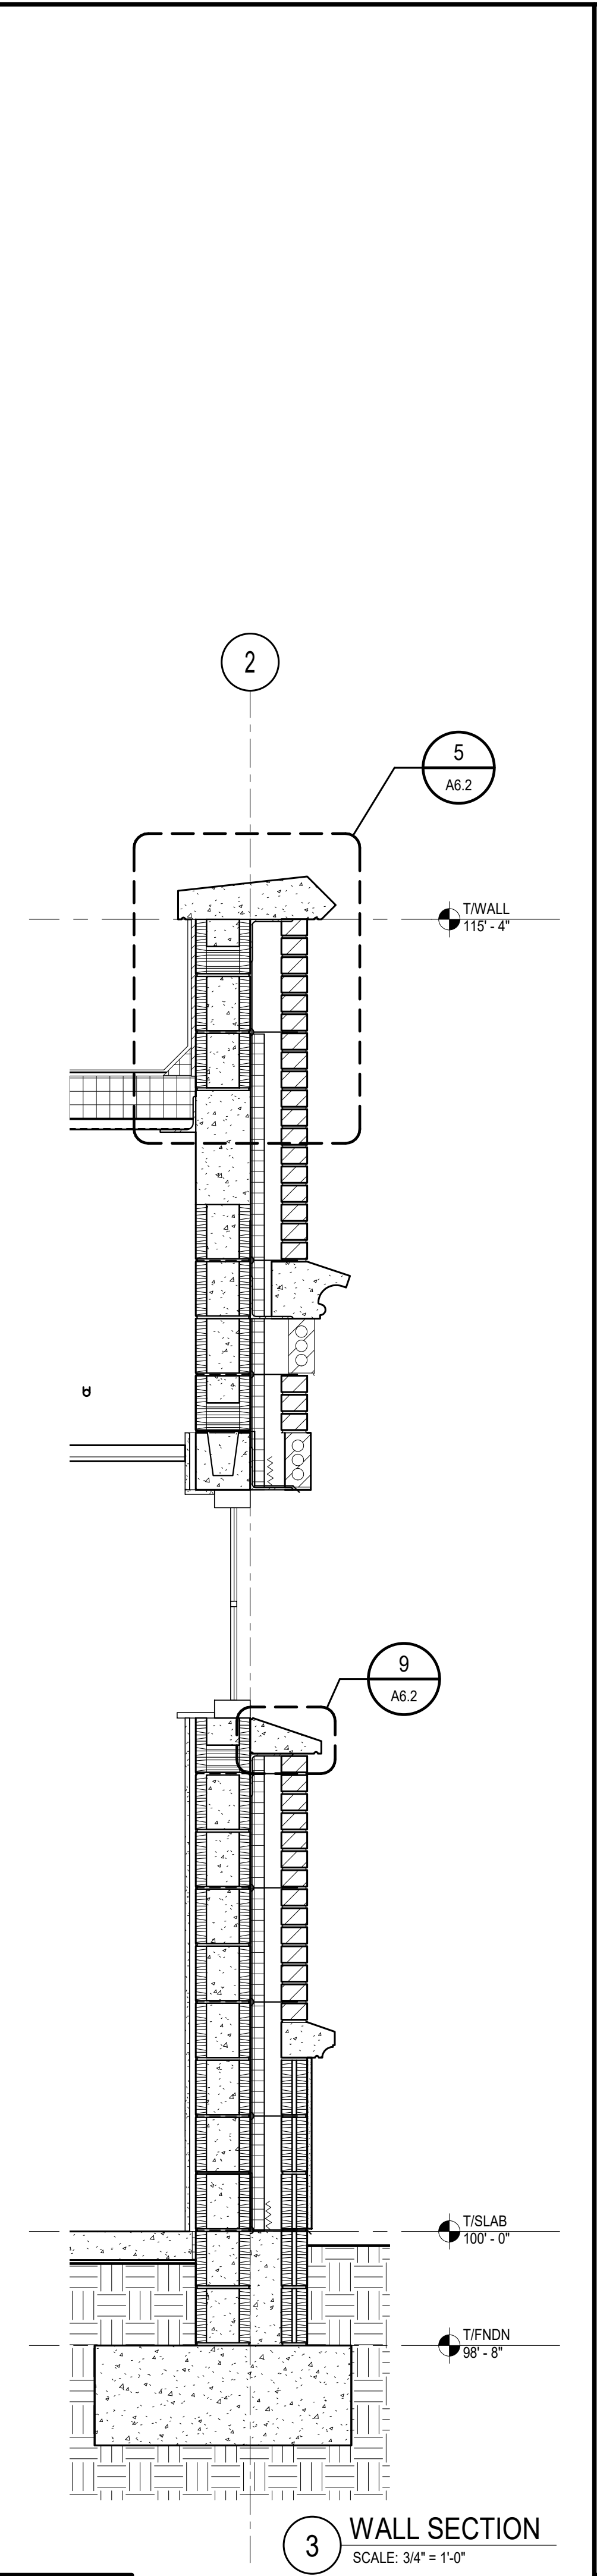 2
5
A6.2
T/WALL
115' - 4"
9
A6.2
T/SLAB
100' - 0"
T/FNDN
98' - 8"
3
WALL SECTION
SCALE: 3/4" = 1'-0"